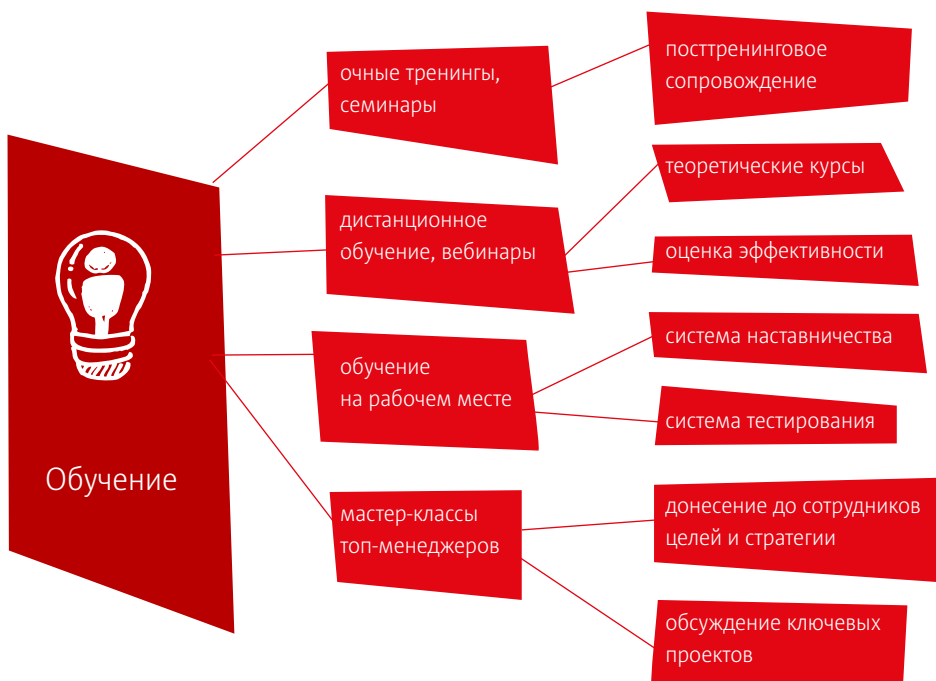 Обучение
очные тренинги,
семинары
посттренинговое
сопровождение
дистанционное
обучение, вебинары
теоретические курсы
оценка эффективности
обучение
на рабочем месте
система наставничества
система тестирования
мастер-классы
топ-менеджеров
донесение до сотрудников
целей и стратегии
обсуждение ключевых
проектов